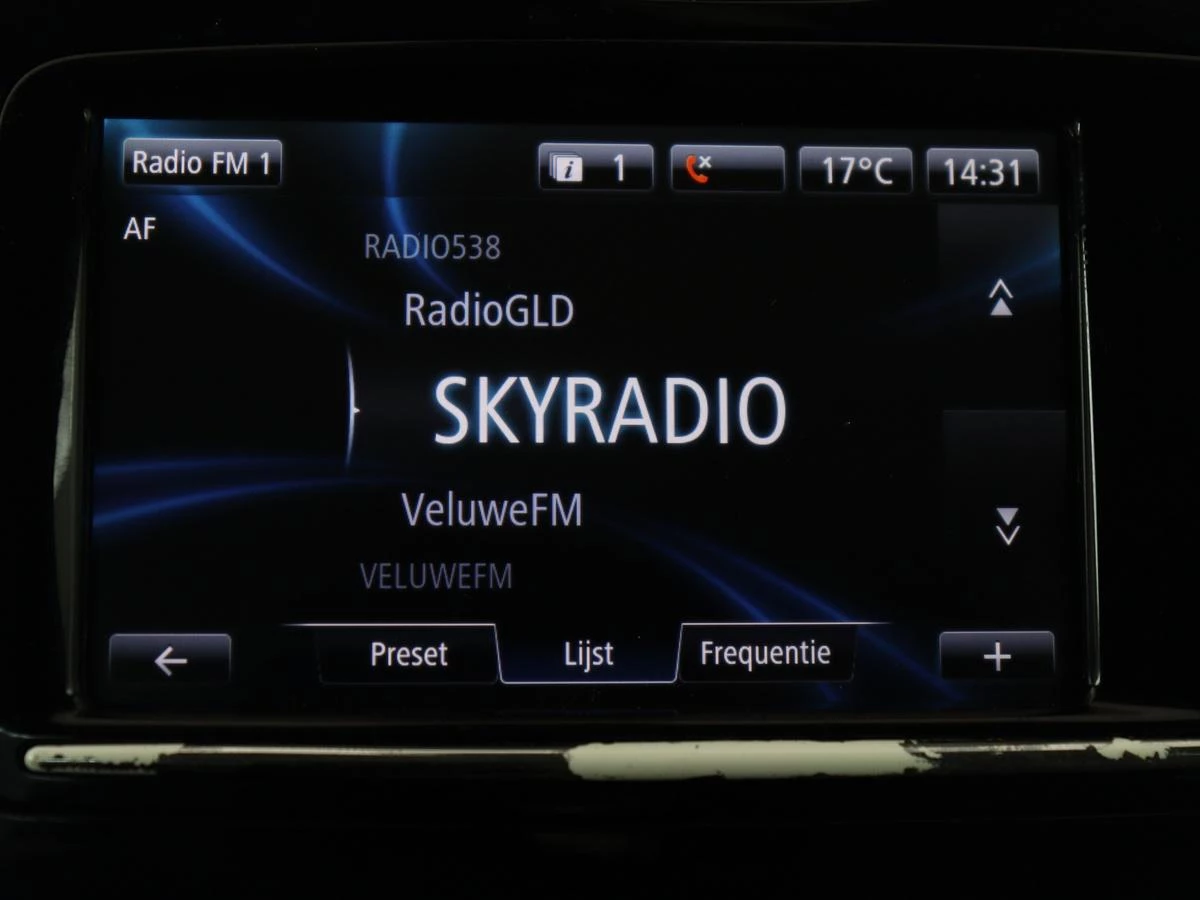 Radio FM 1
1
17°C
14:31
AF
RADIO538
RadioGLD
SKYRADIO
VeluweFM
VELUWEFM
Preset
Lijst
Frequentie